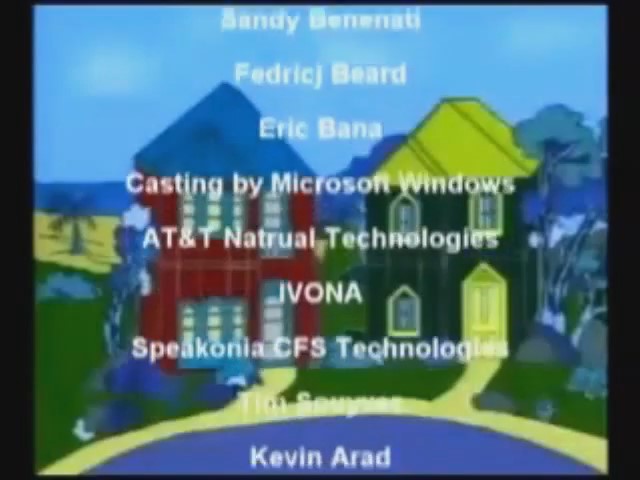 Sandy Benenati
Fedricj Beard
Eric Bana
Casting by Microsoft Windows
AT&T Natrual Technologies
IVONA
Speakonia CFS Technologies
Tim
Kevin Arad